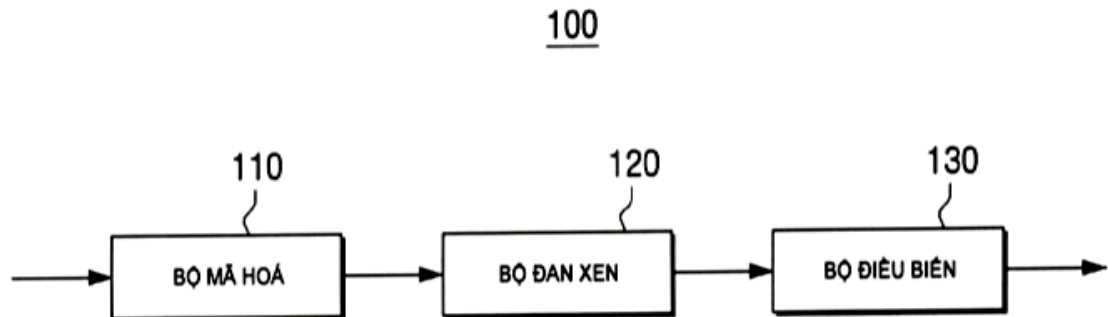 100
110
120
130
BỘ MÃ HOÁ
BỘ ĐAN XEN
BỘ ĐIỀU BIẾN